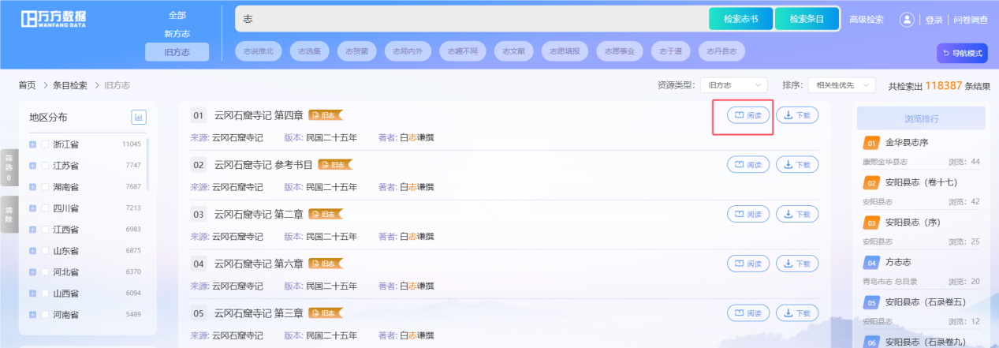 万方数据
WANFANG DATA
全部
新方志
旧方志
志
检索志书
检索条目
高级检索
登录
问卷调查
志说淮北
志选集
志贺菌
志局内外
志趣不同
志文献
志愿填报
志愿事业
志于道
志丹县志
导航模式
首页 > 条目检索 > 旧方志
资源类型: 旧方志
排序: 相关性优先
共检索出 118387 条结果
筛选 0
清除
地区分布
浙江省 11045
江苏省 7747
湖南省 7687
四川省 7213
江西省 6983
山东省 6875
河北省 6370
山西省 6094
河南省 5489
01 云冈石窟寺记 第四章 旧志 阅读 下载
来源: 云冈石窟寺记 版本: 民国二十五年 著者: 白志谦撰
02 云冈石窟寺记 参考书目 旧志 阅读 下载
来源: 云冈石窟寺记 版本: 民国二十五年 著者: 白志谦撰
03 云冈石窟寺记 第二章 旧志 阅读 下载
来源: 云冈石窟寺记 版本: 民国二十五年 著者: 白志谦撰
04 云冈石窟寺记 第六章 旧志 阅读 下载
来源: 云冈石窟寺记 版本: 民国二十五年 著者: 白志谦撰
05 云冈石窟寺记 第三章 旧志 阅读 下载
来源: 云冈石窟寺记 版本: 民国二十五年 著者: 白志谦撰
浏览排行
01 金华县志序
康熙金华县志 浏览: 44
02 安阳县志（卷十七）
安阳县志 浏览: 42
03 安阳县志（序）
安阳县志 浏览: 25
04 方志志
青岛市志 总目录 浏览: 20
05 安阳县志（石录卷五）
安阳县志 浏览: 12
06 安阳县志（石录卷九）